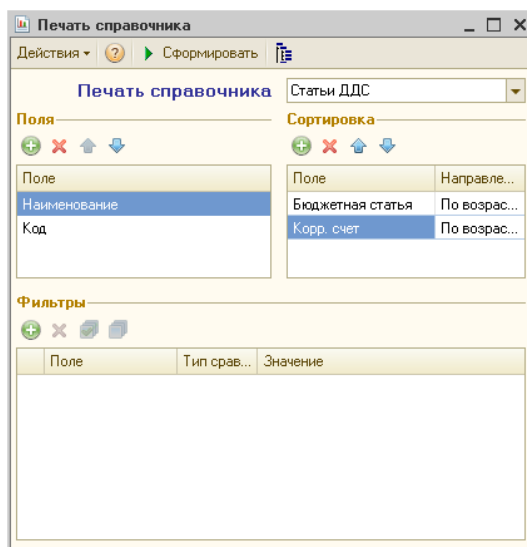 Печать справочника
Действия Сформировать
Печать справочника Статьи ДДС
Поля Сортировка
Поле Поле Направле...
Наименование Бюджетная статья По возрас...
Код Корр. счет По возрас...
Фильтры
Поле Тип срав... Значение